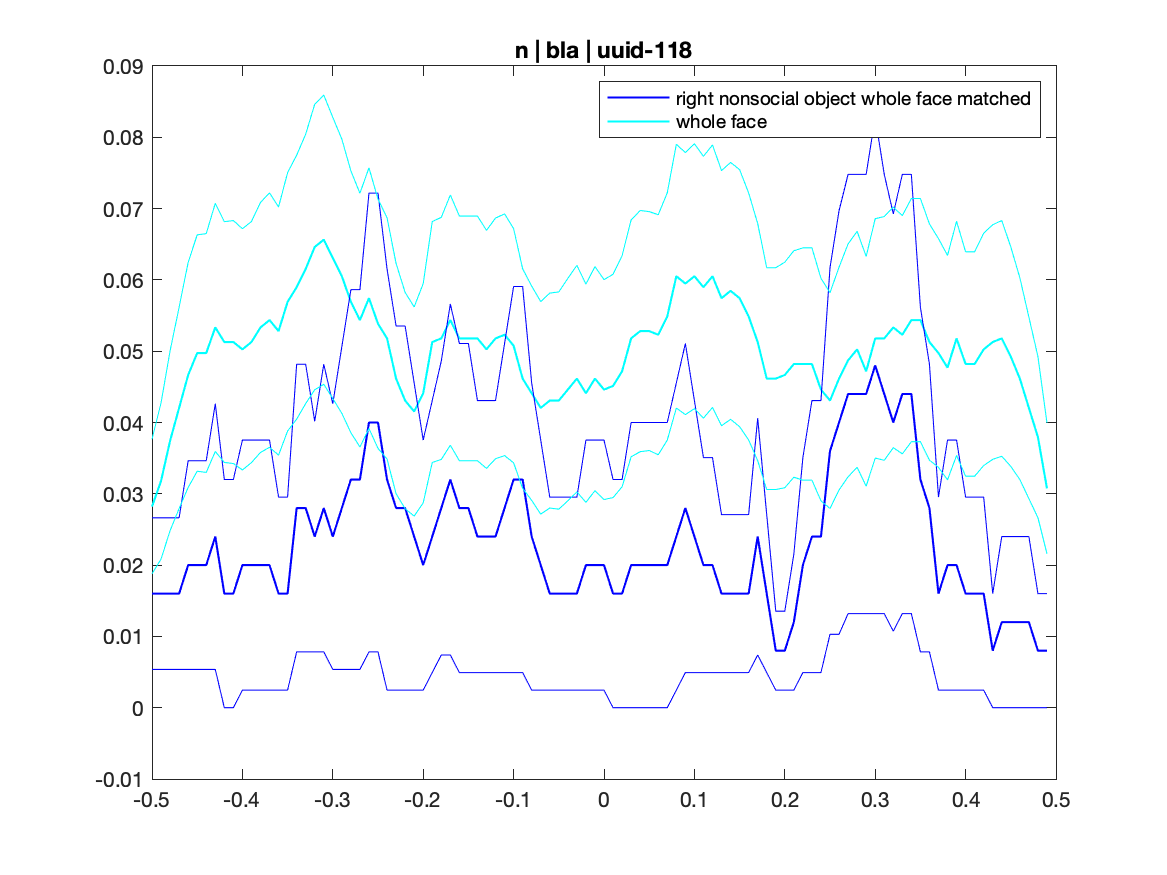 n | bla | uuid-118
0.09
0.08
0.07
0.06
0.05
0.04
0.03
0.02
0.01
0
-0.01
right nonsocial object whole face matched
whole face
-0.5 -0.4 -0.3 -0.2 -0.1 0 0.1 0.2 0.3 0.4 0.5